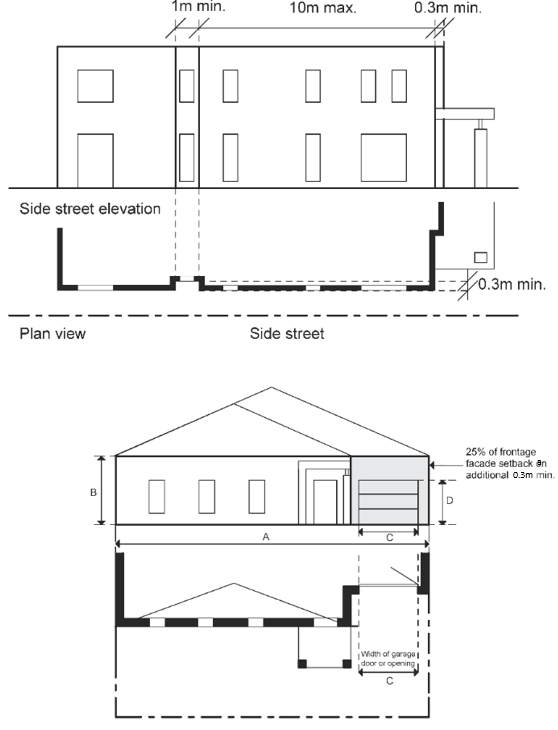 1m min.
10m max.
0.3m min.
Side street elevation
0.3m min.
Plan view
Side street
25% of frontage
facade setback an
additional 0.3m min.
B
D
A
C
Width of garage
door or opening
C